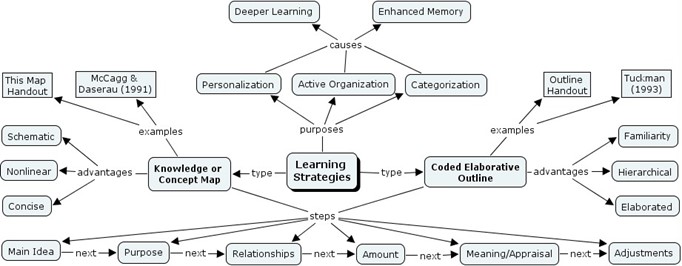 Deeper Learning
Enhanced Memory
causes
This Map
Handout
McCagg &
Daserau (1991)
Personalization
Active Organization
Categorization
Outline
Handout
Tuckman
(1993)
examples
purposes
examples
Schematic
Nonlinear
Concise
advantages
Knowledge or
Concept Map
type
Learning
Strategies
type
Coded Elaborative
Outline
advantages
Familiarity
Hierarchical
Elaborated
steps
Main Idea
next
Purpose
next
Relationships
next
Amount
next
Meaning/Appraisal
next
Adjustments